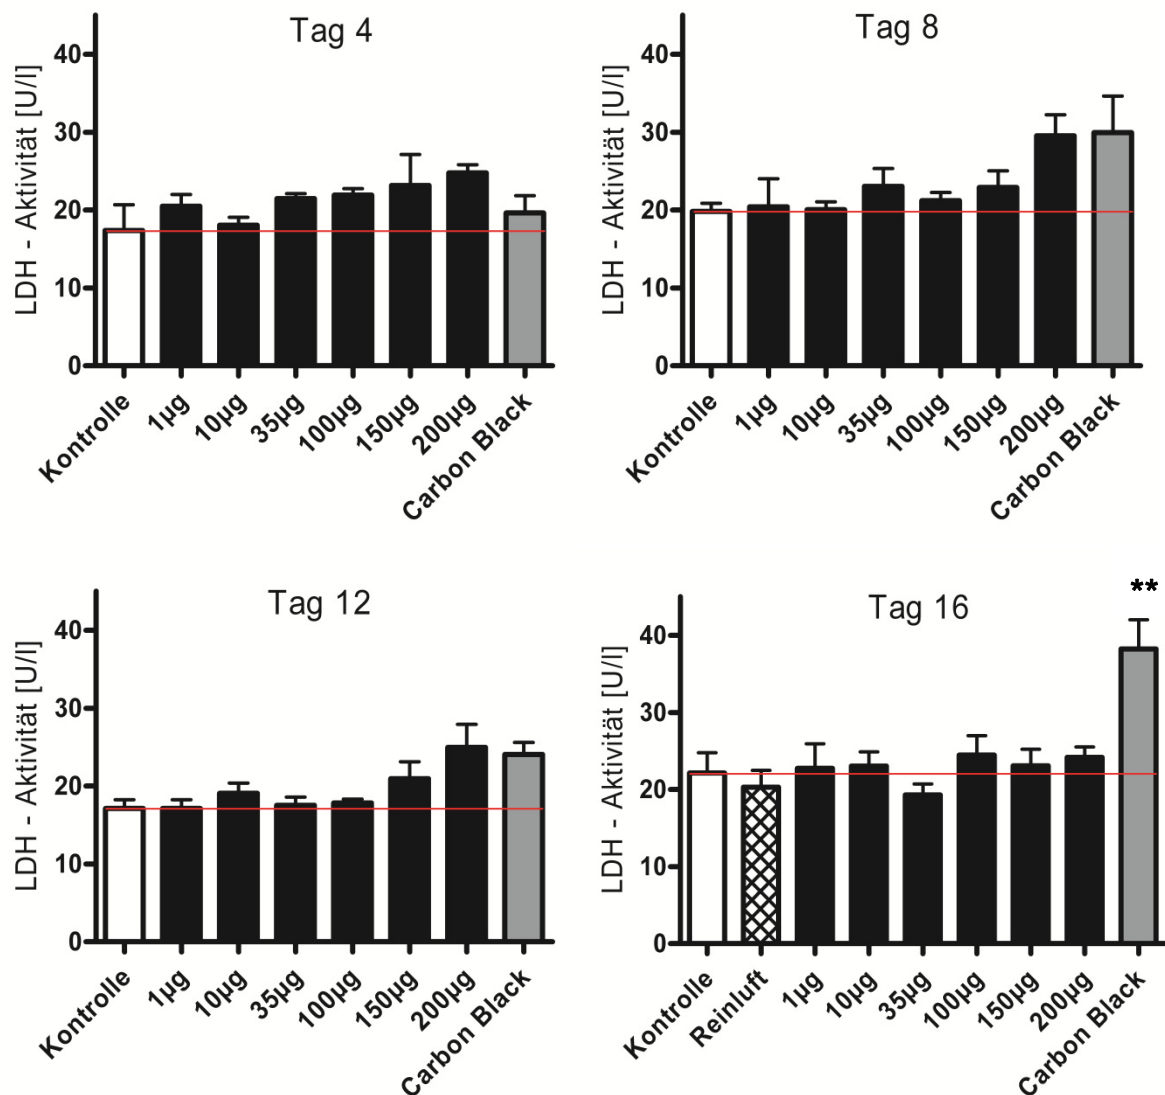 Tag 4
LDH - Aktivität [U/l]
40
30
20
10
0
Kontrolle
1µg
10µg
35µg
100µg
150µg
200µg
Carbon Black
Tag 8
LDH - Aktivität [U/l]
40
30
20
10
0
Kontrolle
1µg
10µg
35µg
100µg
150µg
200µg
Carbon Black
Tag 12
LDH - Aktivität [U/l]
40
30
20
10
0
Kontrolle
1µg
10µg
35µg
100µg
150µg
200µg
Carbon Black
Tag 16
**
LDH - Aktivität [U/l]
40
30
20
10
0
Kontrolle
Reinluft
1µg
10µg
35µg
100µg
150µg
200µg
Carbon Black